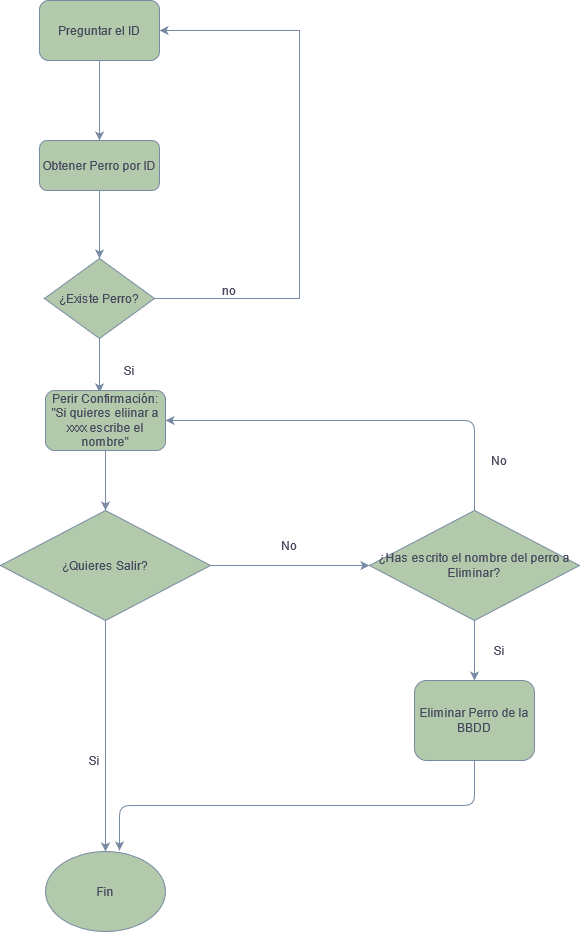 Preguntar el ID
Obtener Perro por ID
¿Existe Perro?
no
Si
Perir Confirmación:
"Si quieres eliinar a
xxxx escribe el
nombre"
No
¿Quieres Salir?
No
¿Has escrito el nombre del perro a
Eliminar?
Si
Eliminar Perro de la
BBDD
Si
Fin